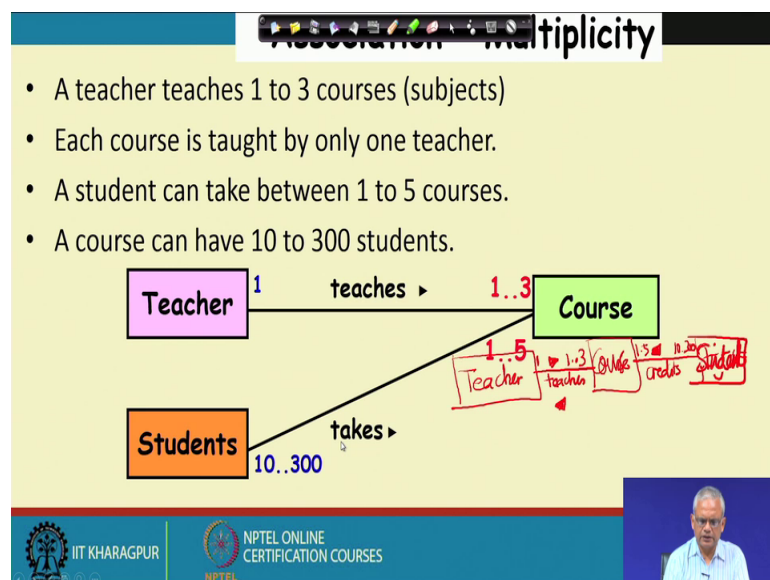 Association Multiplicity
• A teacher teaches 1 to 3 courses (subjects)
• Each course is taught by only one teacher.
• A student can take between 1 to 5 courses.
• A course can have 10 to 300 students.
Teacher
1
teaches ▸
1..3
Course
1..5
Teacher
1 1..3
teaches
Course
1.5
credits
Students
Students
takes ▸
10..300
IIT KHARAGPUR
NPTEL ONLINE
CERTIFICATION COURSES
NPTEL